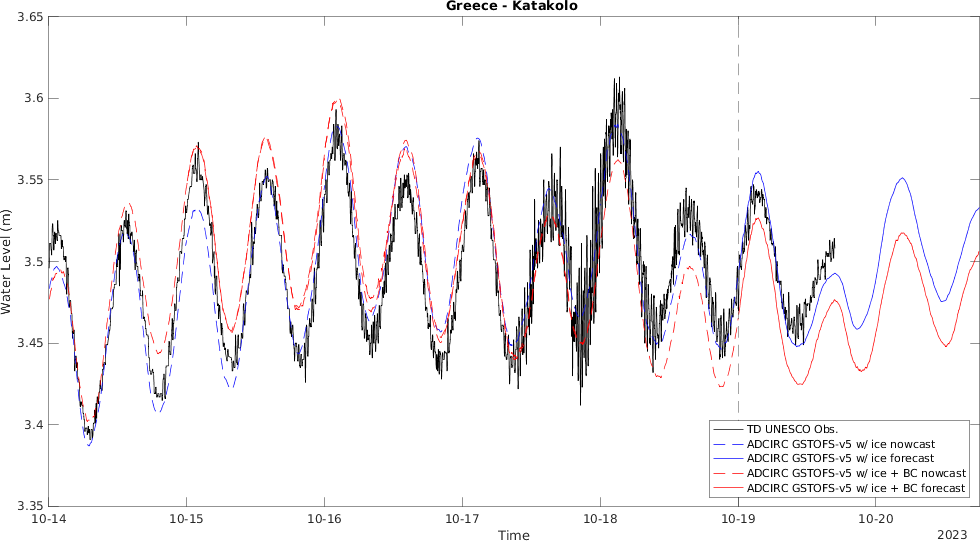 Greece - Katakolo
3.65
3.6
3.55
3.5
3.45
3.4
3.35
Water Level (m)
10-14
10-15
10-16
10-17
10-18
10-19
10-20
Time
2023
TD UNESCO Obs.
ADCIRC GSTOFS-v5 w/ ice nowcast
ADCIRC GSTOFS-v5 w/ ice forecast
ADCIRC GSTOFS-v5 w/ ice + BC nowcast
ADCIRC GSTOFS-v5 w/ ice + BC forecast